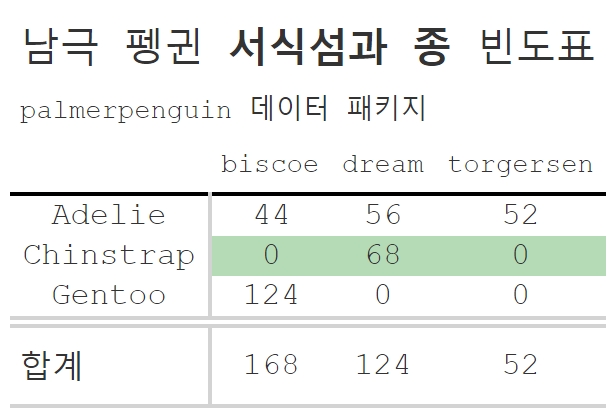 남극 펭귄 서식섬과 종 빈도표
palmerpenguin 데이터 패키지
biscoe dream torgersen
Adelie 44 56 52
Chinstrap 0 68 0
Gentoo 124 0 0
합계 168 124 52